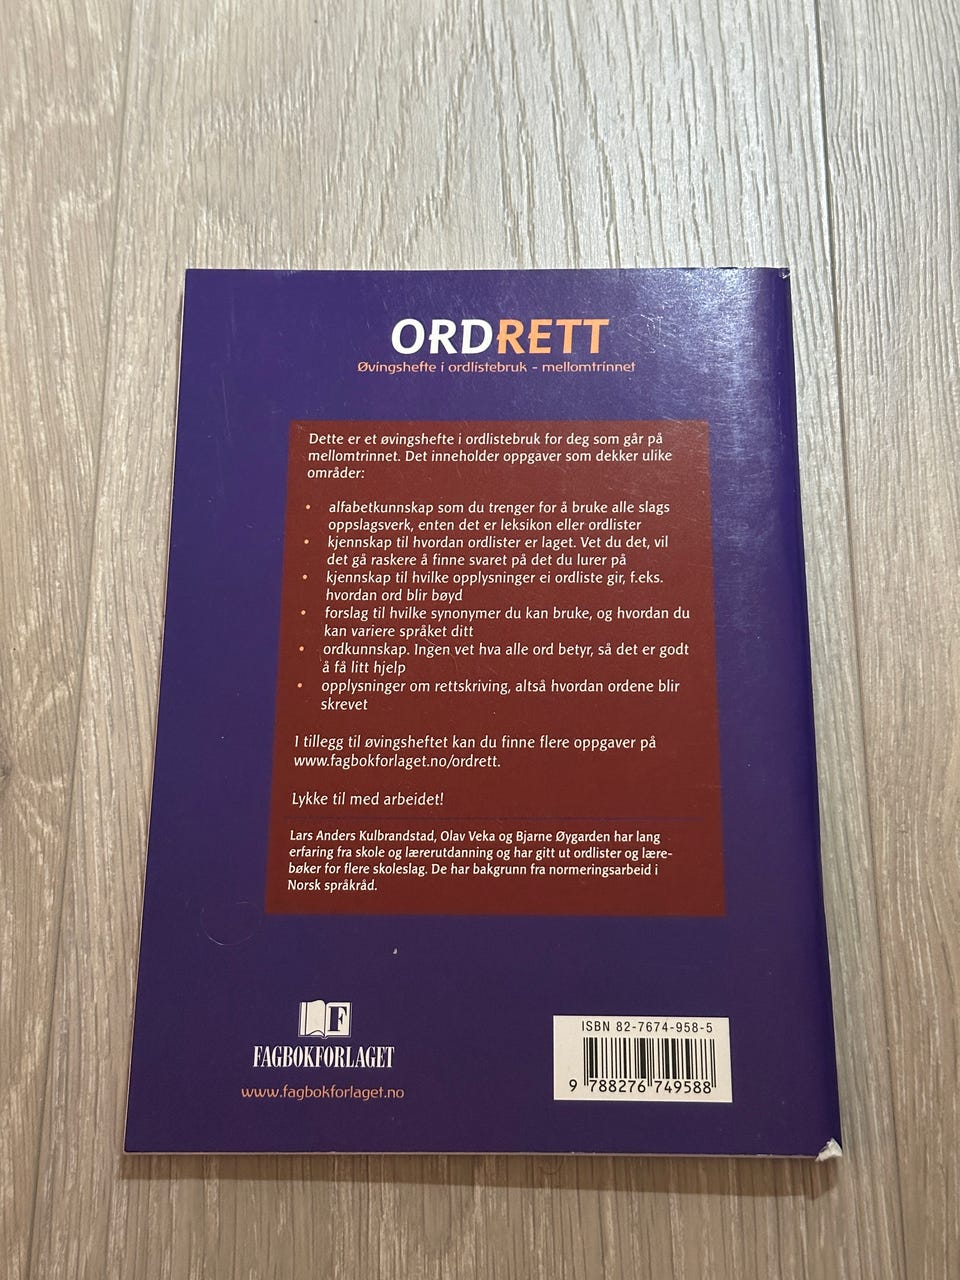 ORDRETT
Øvingshefte i ordlistebruk - mellomtrinnet
Dette er et øvingshefte i ordlistebruk for deg som går på
mellomtrinnet. Det inneholder oppgaver som dekker ulike
områder:
• alfabetkunnskap som du trenger for å bruke alle slags
oppslagsverk, enten det er leksikon eller ordlister
• kjennskap til hvordan ordlister er laget. Vet du det, vil
det gå raskere å finne svaret på det du lurer på
• kjennskap til hvilke opplysninger ei ordliste gir, f.eks.
hvordan ord blir bøyd
• forslag til hvilke synonymer du kan bruke, og hvordan du
kan variere språket ditt
• ordkunnskap. Ingen vet hva alle ord betyr, så det er godt
å få litt hjelp
• opplysninger om rettskriving, altså hvordan ordene blir
skrevet
I tillegg til øvingsheftet kan du finne flere oppgaver på
www.fagbokforlaget.no/ordrett.
Lykke til med arbeidet!
Lars Anders Kulbrandstad, Olav Veka og Bjarne Øygarden har lang
erfaring fra skole og lærerutdanning og har gitt ut ordlister og lære-
bøker for flere skoleslag. De har bakgrunn fra normeringsarbeid i
Norsk språkråd.
F
FAGBOKFORLAGET
www.fagbokforlaget.no
ISBN 82-7674-958-5
9 788276 749588